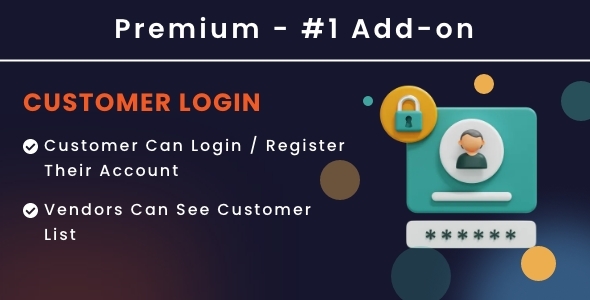 Premium - #1 Add-on
CUSTOMER LOGIN
Customer Can Login / Register
Their Account
Vendors Can See Customer
List
******